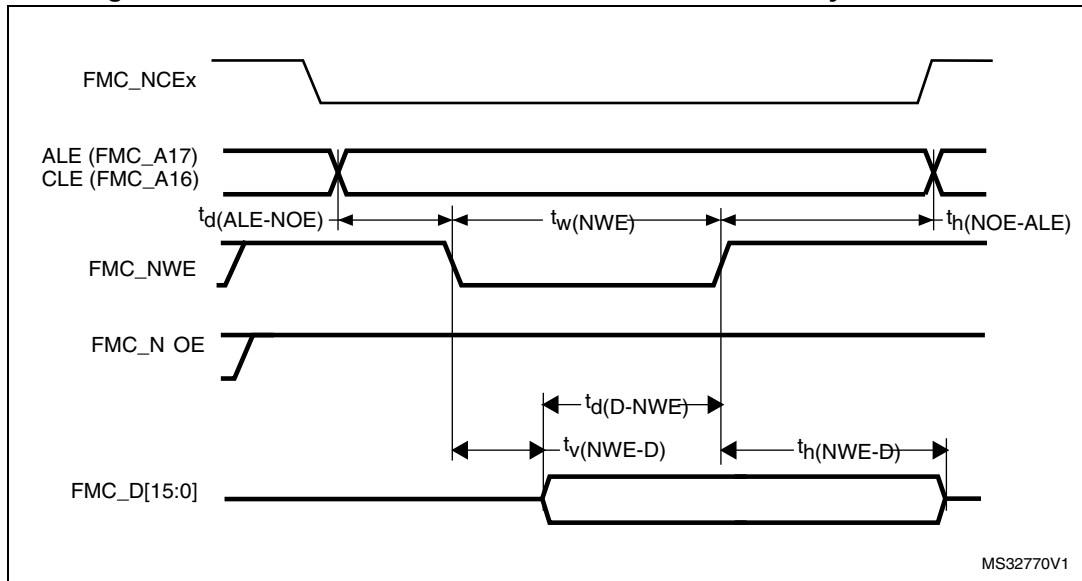 FMC_NCEx
ALE (FMC_A17)
CLE (FMC_A16)
td(ALE-NOE)
tw(NWE)
th(NOE-ALE)
FMC_NWE
FMC_N OE
td(D-NWE)
tv(NWE-D)
th(NWE-D)
FMC_D[15:0]
MS32770V1